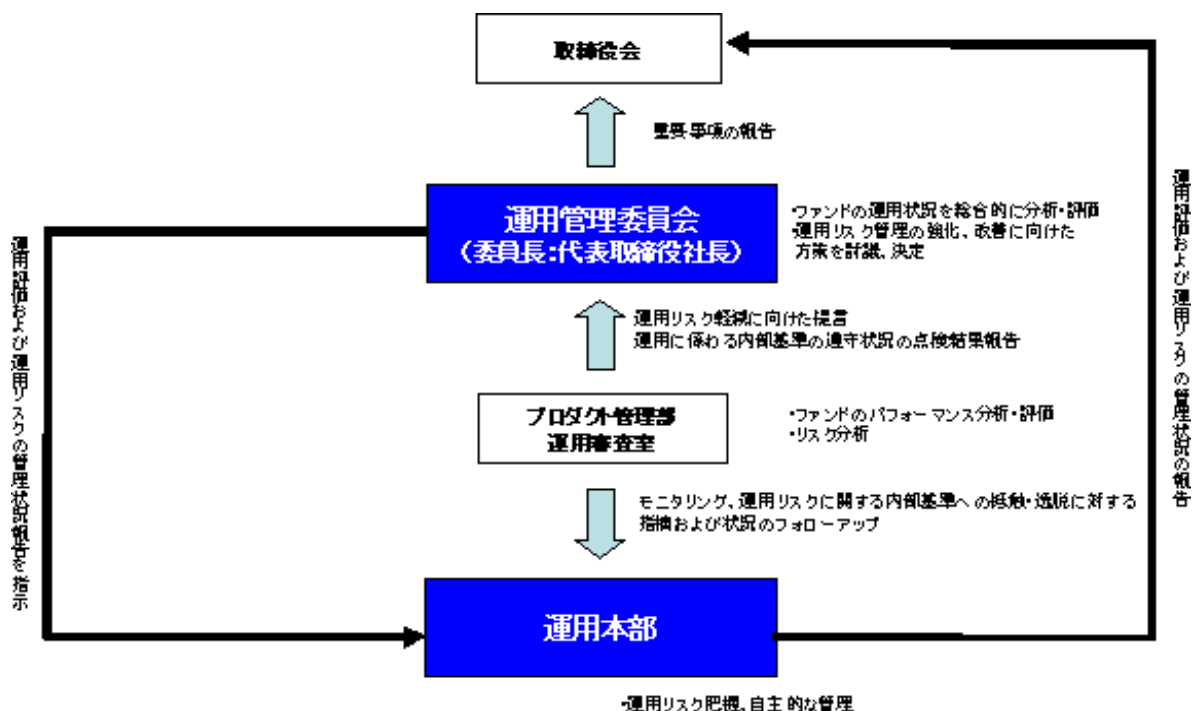 取締役会
重要事項の報告
運用管理委員会
（委員長：代表取締役社長）
・ファンドの運用状況を総合的に分析・評価
・運用リスク管理の強化、改善に向けた
方策を討議、決定
運用リスク軽減に向けた提言
運用に係わる内部基準の遵守状況の点検結果報告
プロダクト管理部
運用審査室
・ファンドのパフォーマンス分析・評価
・リスク分析
モニタリング、運用リスクに関する内部基準への抵触・逸脱に対する
指摘および状況のフォローアップ
運用本部
・運用リスク把握、自主的な管理
運用評価および運用リスクの管理状況報告を指示
運用評価および運用リスクの管理状況の報告